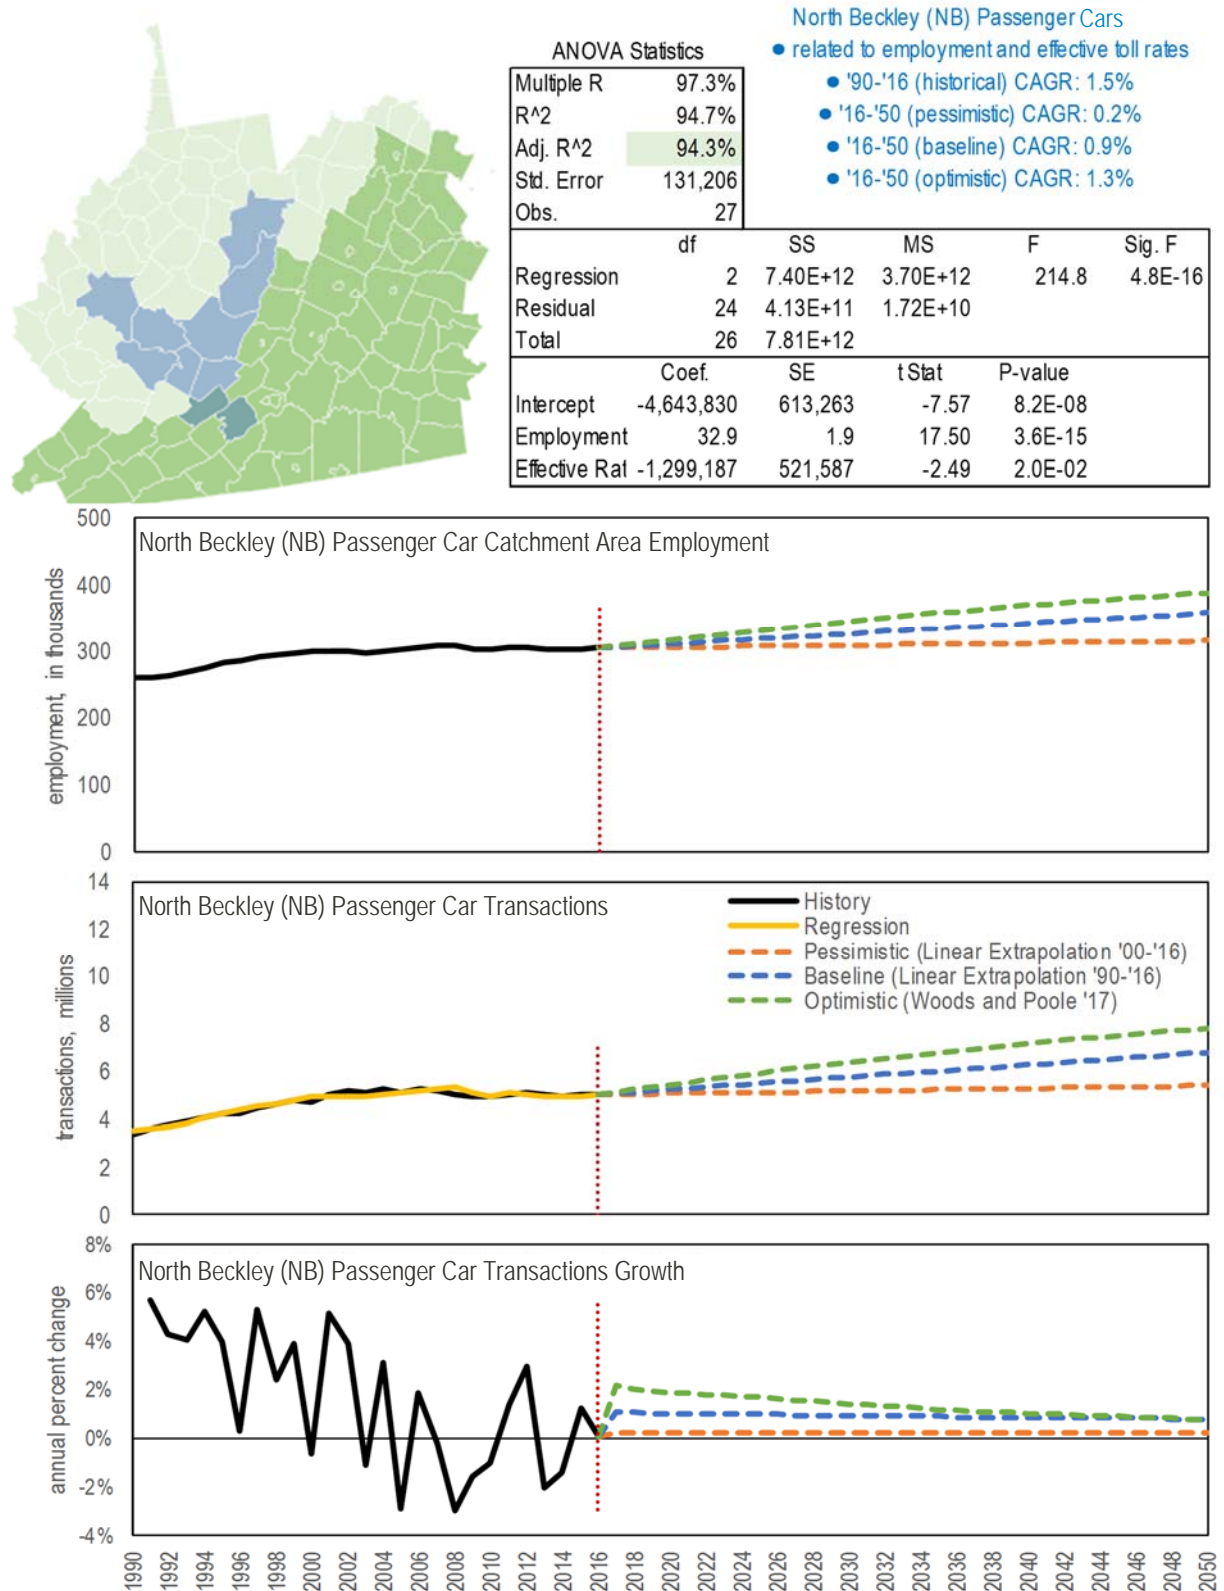 North Beckley (NB) Passenger Cars
● related to employment and effective toll rates
● '90-'16 (historical) CAGR: 1.5%
● '16-'50 (pessimistic) CAGR: 0.2%
● '16-'50 (baseline) CAGR: 0.9%
● '16-'50 (optimistic) CAGR: 1.3%
ANOVA Statistics
Multiple R 97.3%
R^2 94.7%
Adj. R^2 94.3%
Std. Error 131,206
Obs. 27
df SS MS F Sig. F
Regression 2 7.40E+12 3.70E+12 214.8 4.8E-16
Residual 24 4.13E+11 1.72E+10
Total 26 7.81E+12
Coef. SE t Stat P-value
Intercept -4,643,830 613,263 -7.57 8.2E-08
Employment 32.9 1.9 17.50 3.6E-15
Effective Rat -1,299,187 521,587 -2.49 2.0E-02
North Beckley (NB) Passenger Car Catchment Area Employment
employment, in thousands
500
400
300
200
100
0
North Beckley (NB) Passenger Car Transactions
transactions, millions
14
12
10
8
6
4
2
0
History
Regression
Pessimistic (Linear Extrapolation '00-'16)
Baseline (Linear Extrapolation '90-'16)
Optimistic (Woods and Poole '17)
North Beckley (NB) Passenger Car Transactions Growth
annual percent change
8%
6%
4%
2%
0%
-2%
-4%
1990 1992 1994 1996 1998 2000 2002 2004 2006 2008 2010 2012 2014 2016 2018 2020 2022 2024 2026 2028 2030 2032 2034 2036 2038 2040 2042 2044 2046 2048 2050